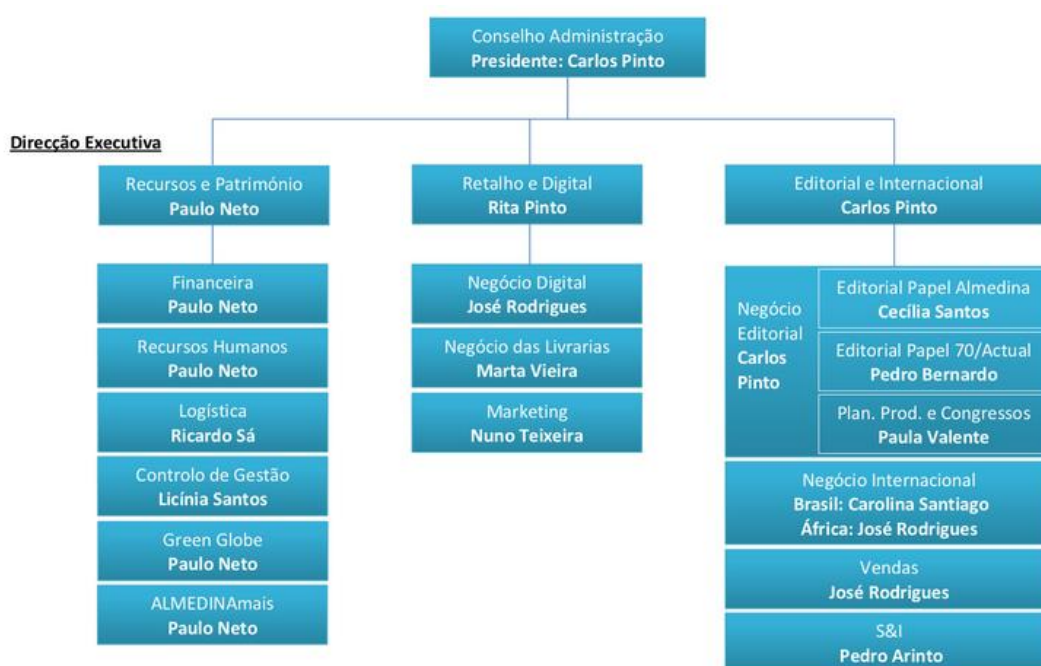 Conselho Administração
Presidente: Carlos Pinto
Direcção Executiva
Recursos e Património
Paulo Neto
Financeira
Paulo Neto
Recursos Humanos
Paulo Neto
Logística
Ricardo Sá
Controlo de Gestão
Licínia Santos
Green Globe
Paulo Neto
ALMEDINAmais
Paulo Neto
Retalho e Digital
Rita Pinto
Negócio Digital
José Rodrigues
Negócio das Livrarias
Marta Vieira
Marketing
Nuno Teixeira
Editorial e Internacional
Carlos Pinto
Negócio
Editorial
Carlos
Pinto
Editorial Papel Almedina
Cecília Santos
Editorial Papel 70/Actual
Pedro Bernardo
Plan. Prod. e Congressos
Paula Valente
Negócio Internacional
Brasil: Carolina Santiago
África: José Rodrigues
Vendas
José Rodrigues
S&I
Pedro Arinto